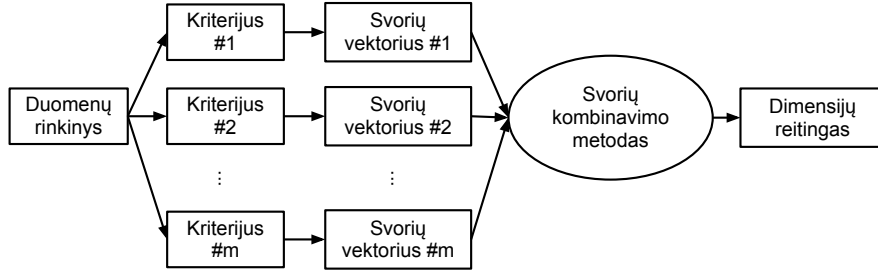 Kriterijus
#1
Svorių
vektorius #1
Duomenų
rinkinys
Kriterijus
#2
Svorių
vektorius #2
Svorių
kombinavimo
metodas
Dimensijų
reitingas
...
...
Kriterijus
#m
Svorių
vektorius #m